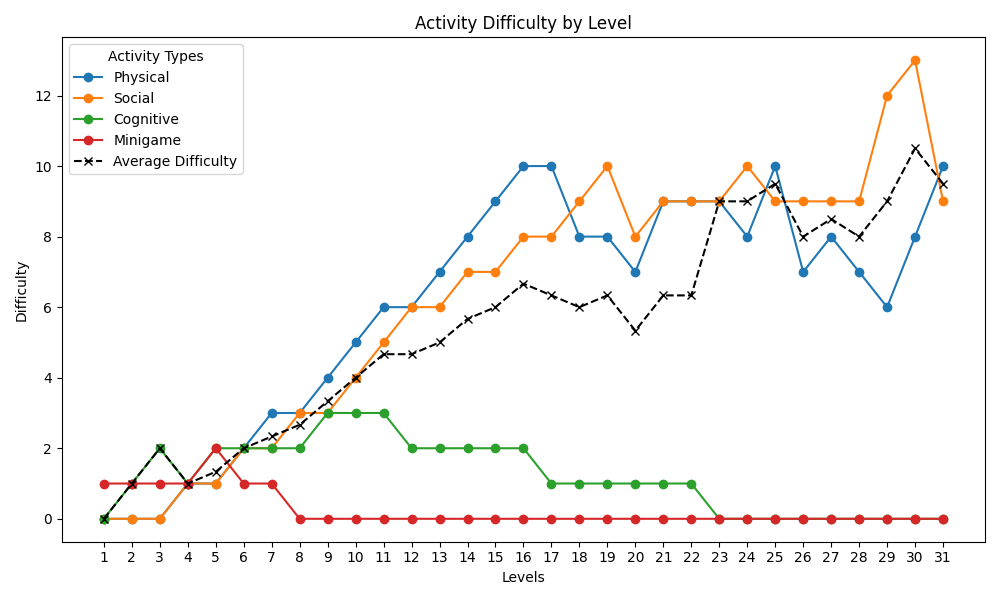 Activity Difficulty by Level
Activity Types
Physical
Social
Cognitive
Minigame
Average Difficulty
Difficulty
12
10
8
6
4
2
0
1 2 3 4 5 6 7 8 9 10 11 12 13 14 15 16 17 18 19 20 21 22 23 24 25 26 27 28 29 30 31
Levels